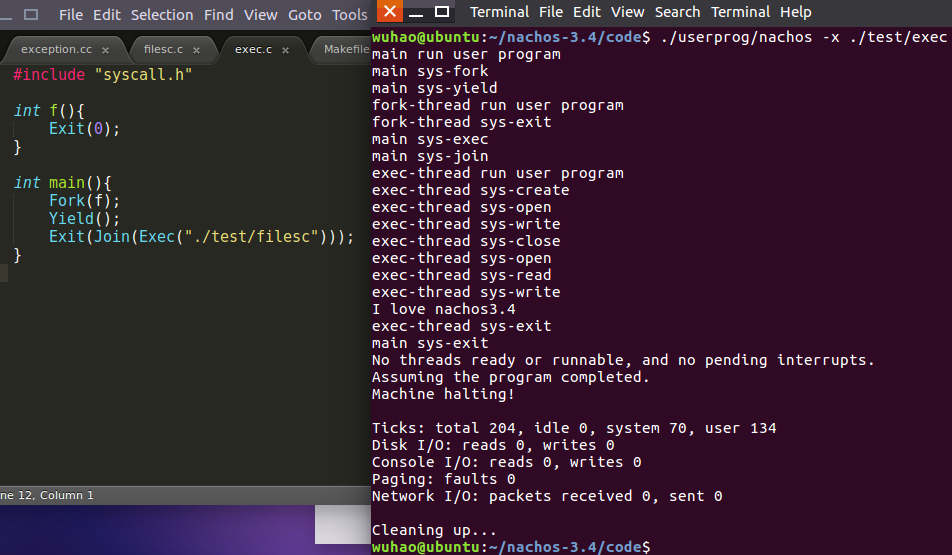 File Edit Selection Find View Goto Tools
exception.cc × filesc.c × exec.c × Makefile
#include "syscall.h"
int f(){
Exit(0);
}
int main(){
Fork(f);
Yield();
Exit(Join(Exec("./test/filesc")));
}
ne 12, Column 1
Terminal File Edit View Search Terminal Help
wuhao@ubuntu:~/nachos-3.4/code$ ./userprog/nachos -x ./test/exec
main run user program
main sys-fork
main sys-yield
fork-thread run user program
fork-thread sys-exit
main sys-exec
main sys-join
exec-thread run user program
exec-thread sys-create
exec-thread sys-open
exec-thread sys-write
exec-thread sys-close
exec-thread sys-open
exec-thread sys-read
exec-thread sys-write
I love nachos3.4
exec-thread sys-exit
main sys-exit
No threads ready or runnable, and no pending interrupts.
Assuming the program completed.
Machine halting!
Ticks: total 204, idle 0, system 70, user 134
Disk I/O: reads 0, writes 0
Console I/O: reads 0, writes 0
Paging: faults 0
Network I/O: packets received 0, sent 0
Cleaning up...
wuhao@ubuntu:~/nachos-3.4/code$